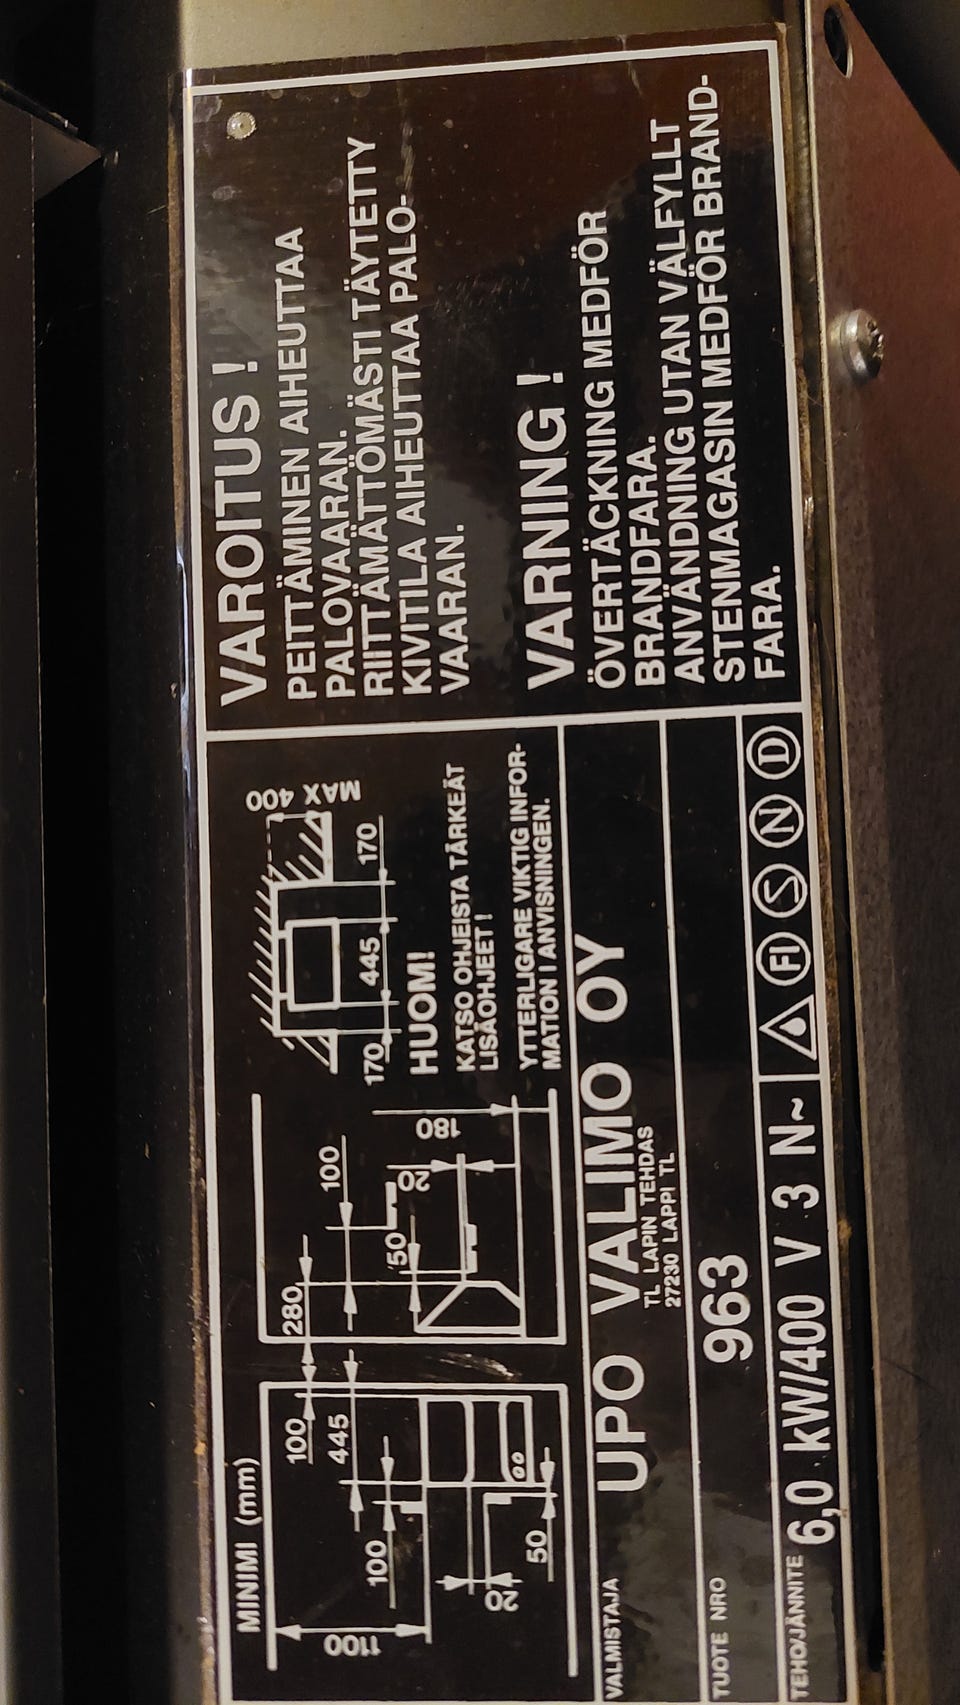 MINIMI (mm)
1100
100
100
445
20
50
280
100
50
20
180
MAX 400
170
445
170
HUOM!
KATSO OHJEISTA TÄRKEÄT
LISÄOHJEET!
YTTERLIGARE VIKTIG INFOR-
MATION I ANVISNINGEN.
VALMISTAJA
UPO VALIMO OY
TL LAPIN TEHDAS
27230 LAPPI TL
TUOTE NRO
963
TEHO/JÄNNITE
6,0 kW/400 V 3 N~
FI S N D
VAROITUS !
PEITTÄMINEN AIHEUTTAA
PALOVAARAN.
RIITTÄMÄTTÖMÄSTI TÄYTETTY
KIVITILA AIHEUTTAA PALO-
VAARAN.
VARNING !
ÖVERTÄCKNING MEDFÖR
BRANDFARA.
ANVÄNDNING UTAN VÄLFYLLT
STENMAGASIN MEDFÖR BRAND-
FARA.